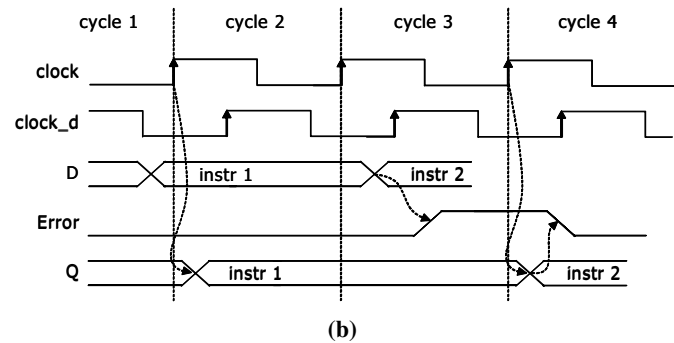 cycle 1 cycle 2 cycle 3 cycle 4
clock
clock_d
D instr 1 instr 2
Error
Q instr 1 instr 2
(b)